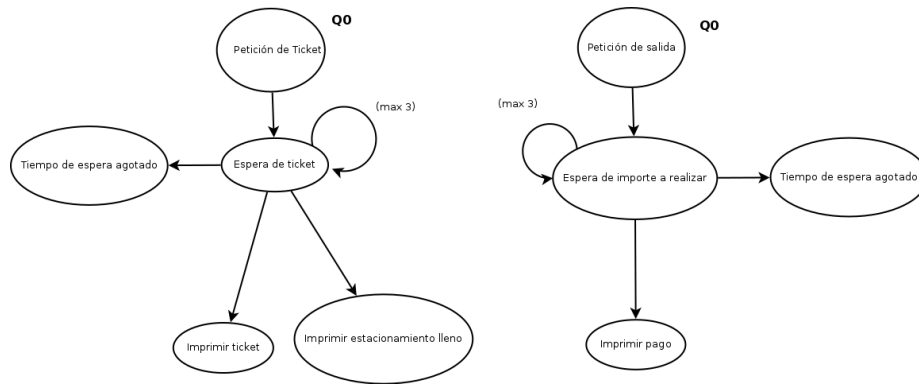 Q0
Petición de Ticket
(max 3)
Espera de ticket
Tiempo de espera agotado
Imprimir ticket
Imprimir estacionamiento lleno
Q0
Petición de salida
(max 3)
Espera de importe a realizar
Tiempo de espera agotado
Imprimir pago